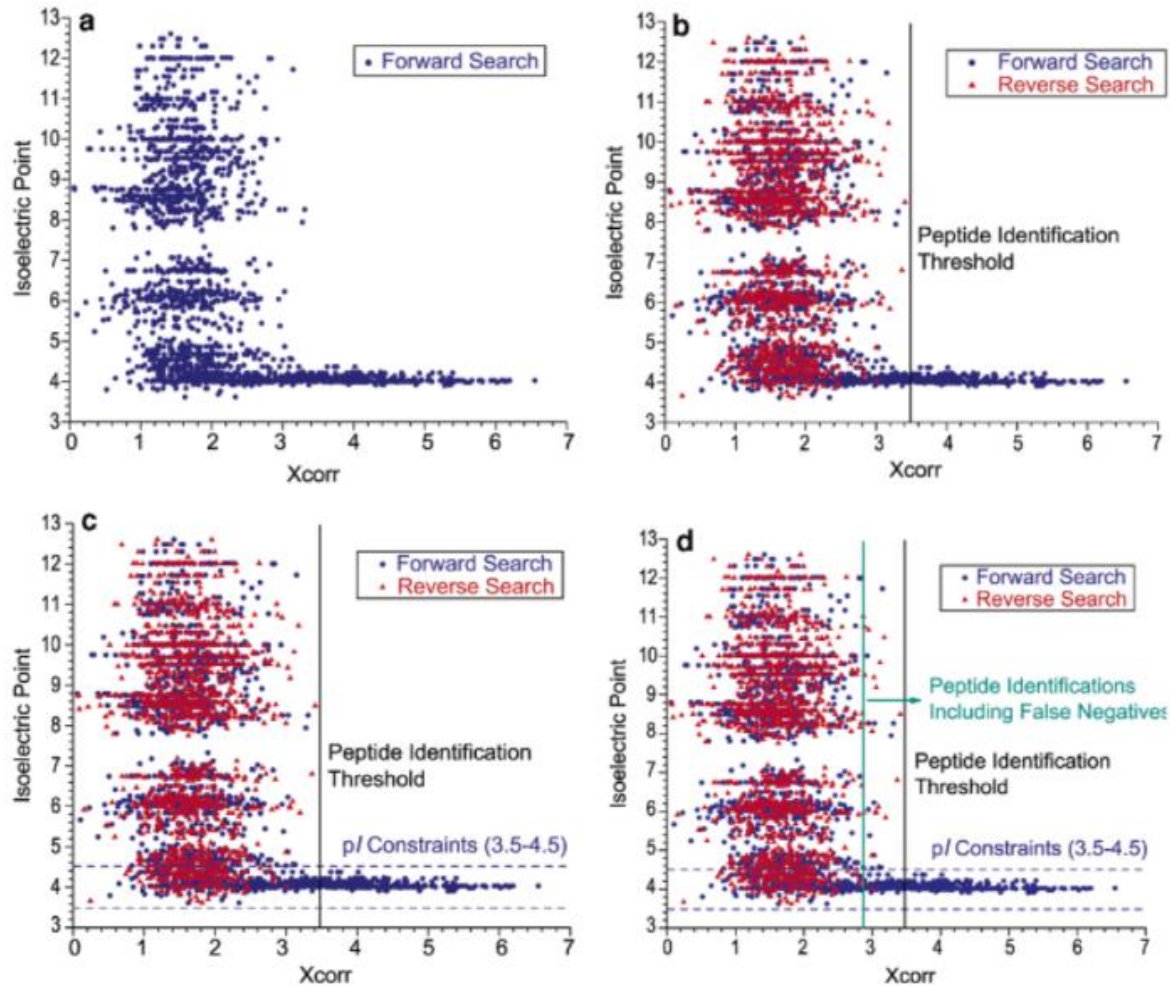 a
Forward Search
13
12
11
10
9
8
7
6
5
4
3
Isoelectric Point
0 1 2 3 4 5 6 7
Xcorr
b
Forward Search
Reverse Search
Peptide Identification
Threshold
13
12
11
10
9
8
7
6
5
4
3
Isoelectric Point
0 1 2 3 4 5 6 7
Xcorr
c
Forward Search
Reverse Search
Peptide Identification
Threshold
pI Constraints (3.5-4.5)
13
12
11
10
9
8
7
6
5
4
3
Isoelectric Point
0 1 2 3 4 5 6 7
Xcorr
d
Forward Search
Reverse Search
Peptide Identifications
Including False Negatives
Peptide Identification
Threshold
pI Constraints (3.5-4.5)
13
12
11
10
9
8
7
6
5
4
3
Isoelectric Point
0 1 2 3 4 5 6 7
Xcorr